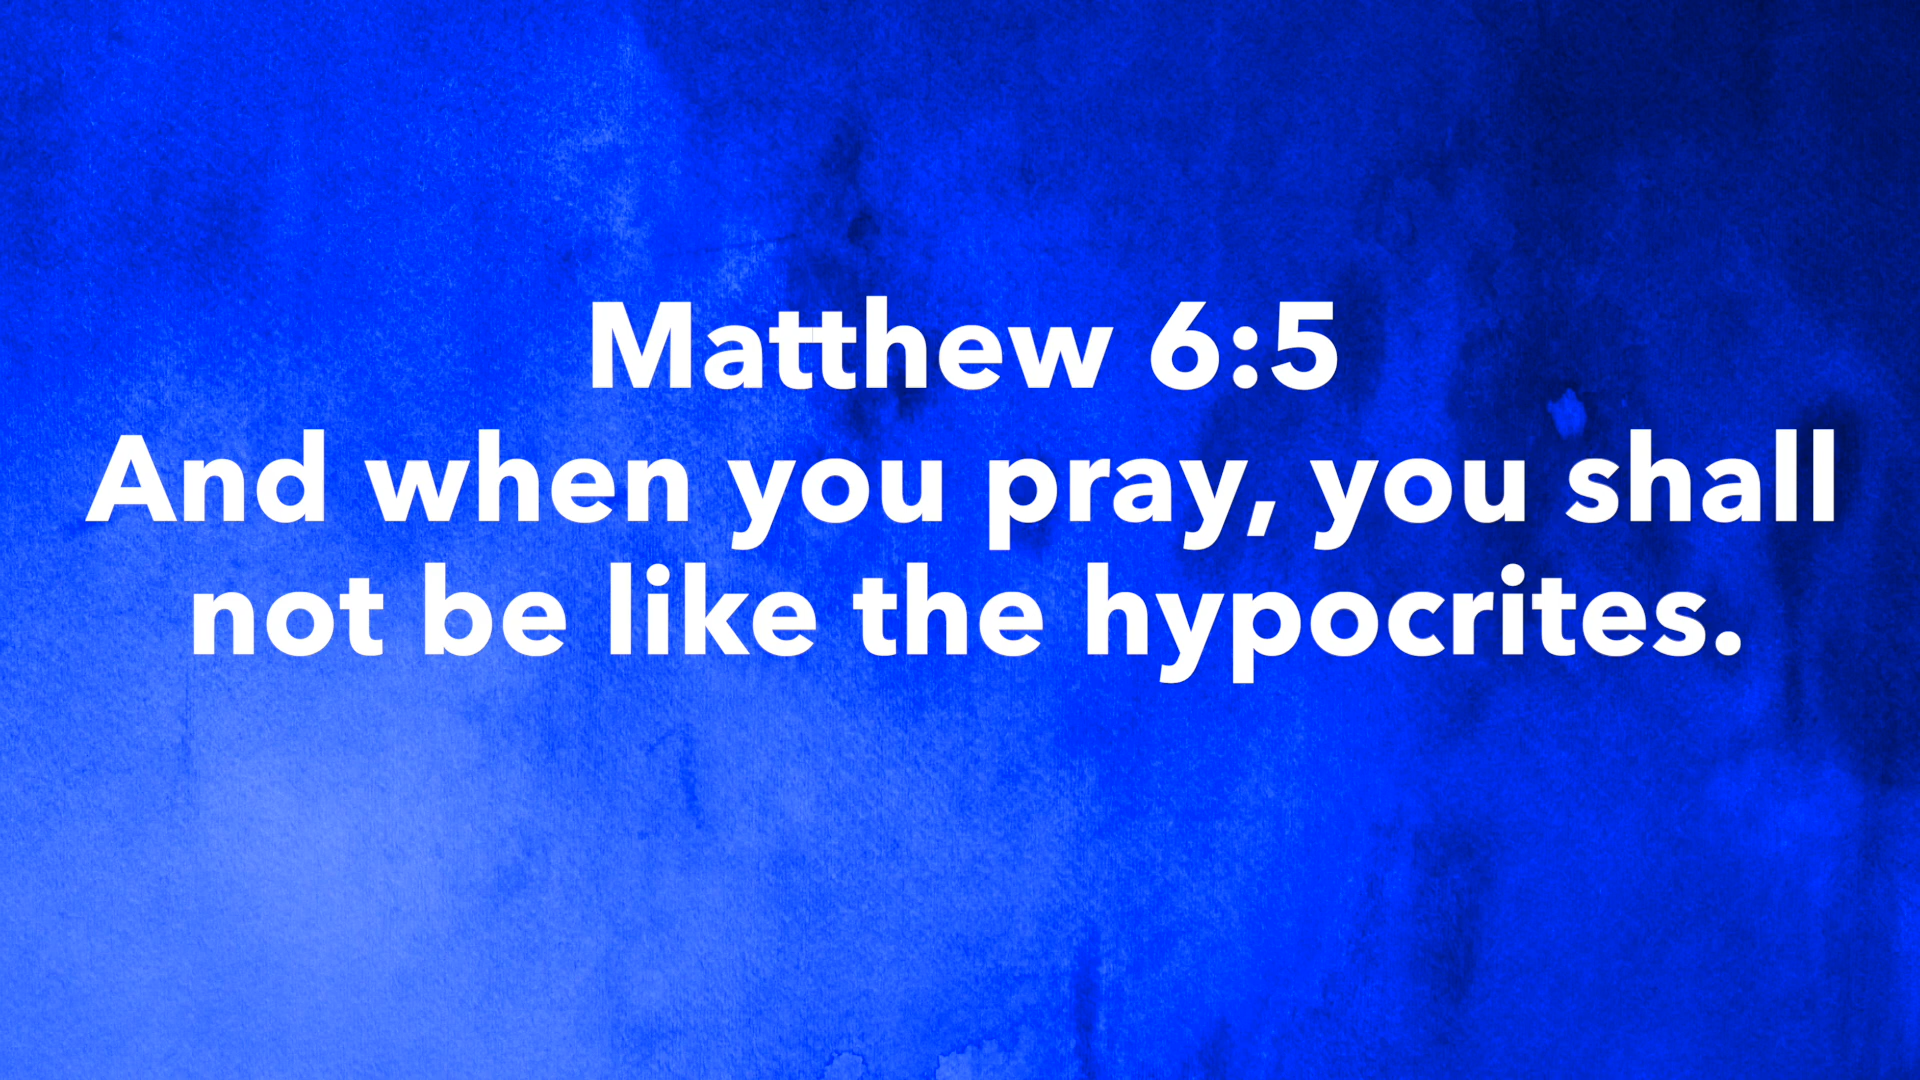 Matthew 6:5
And when you pray, you shall
not be like the hypocrites.